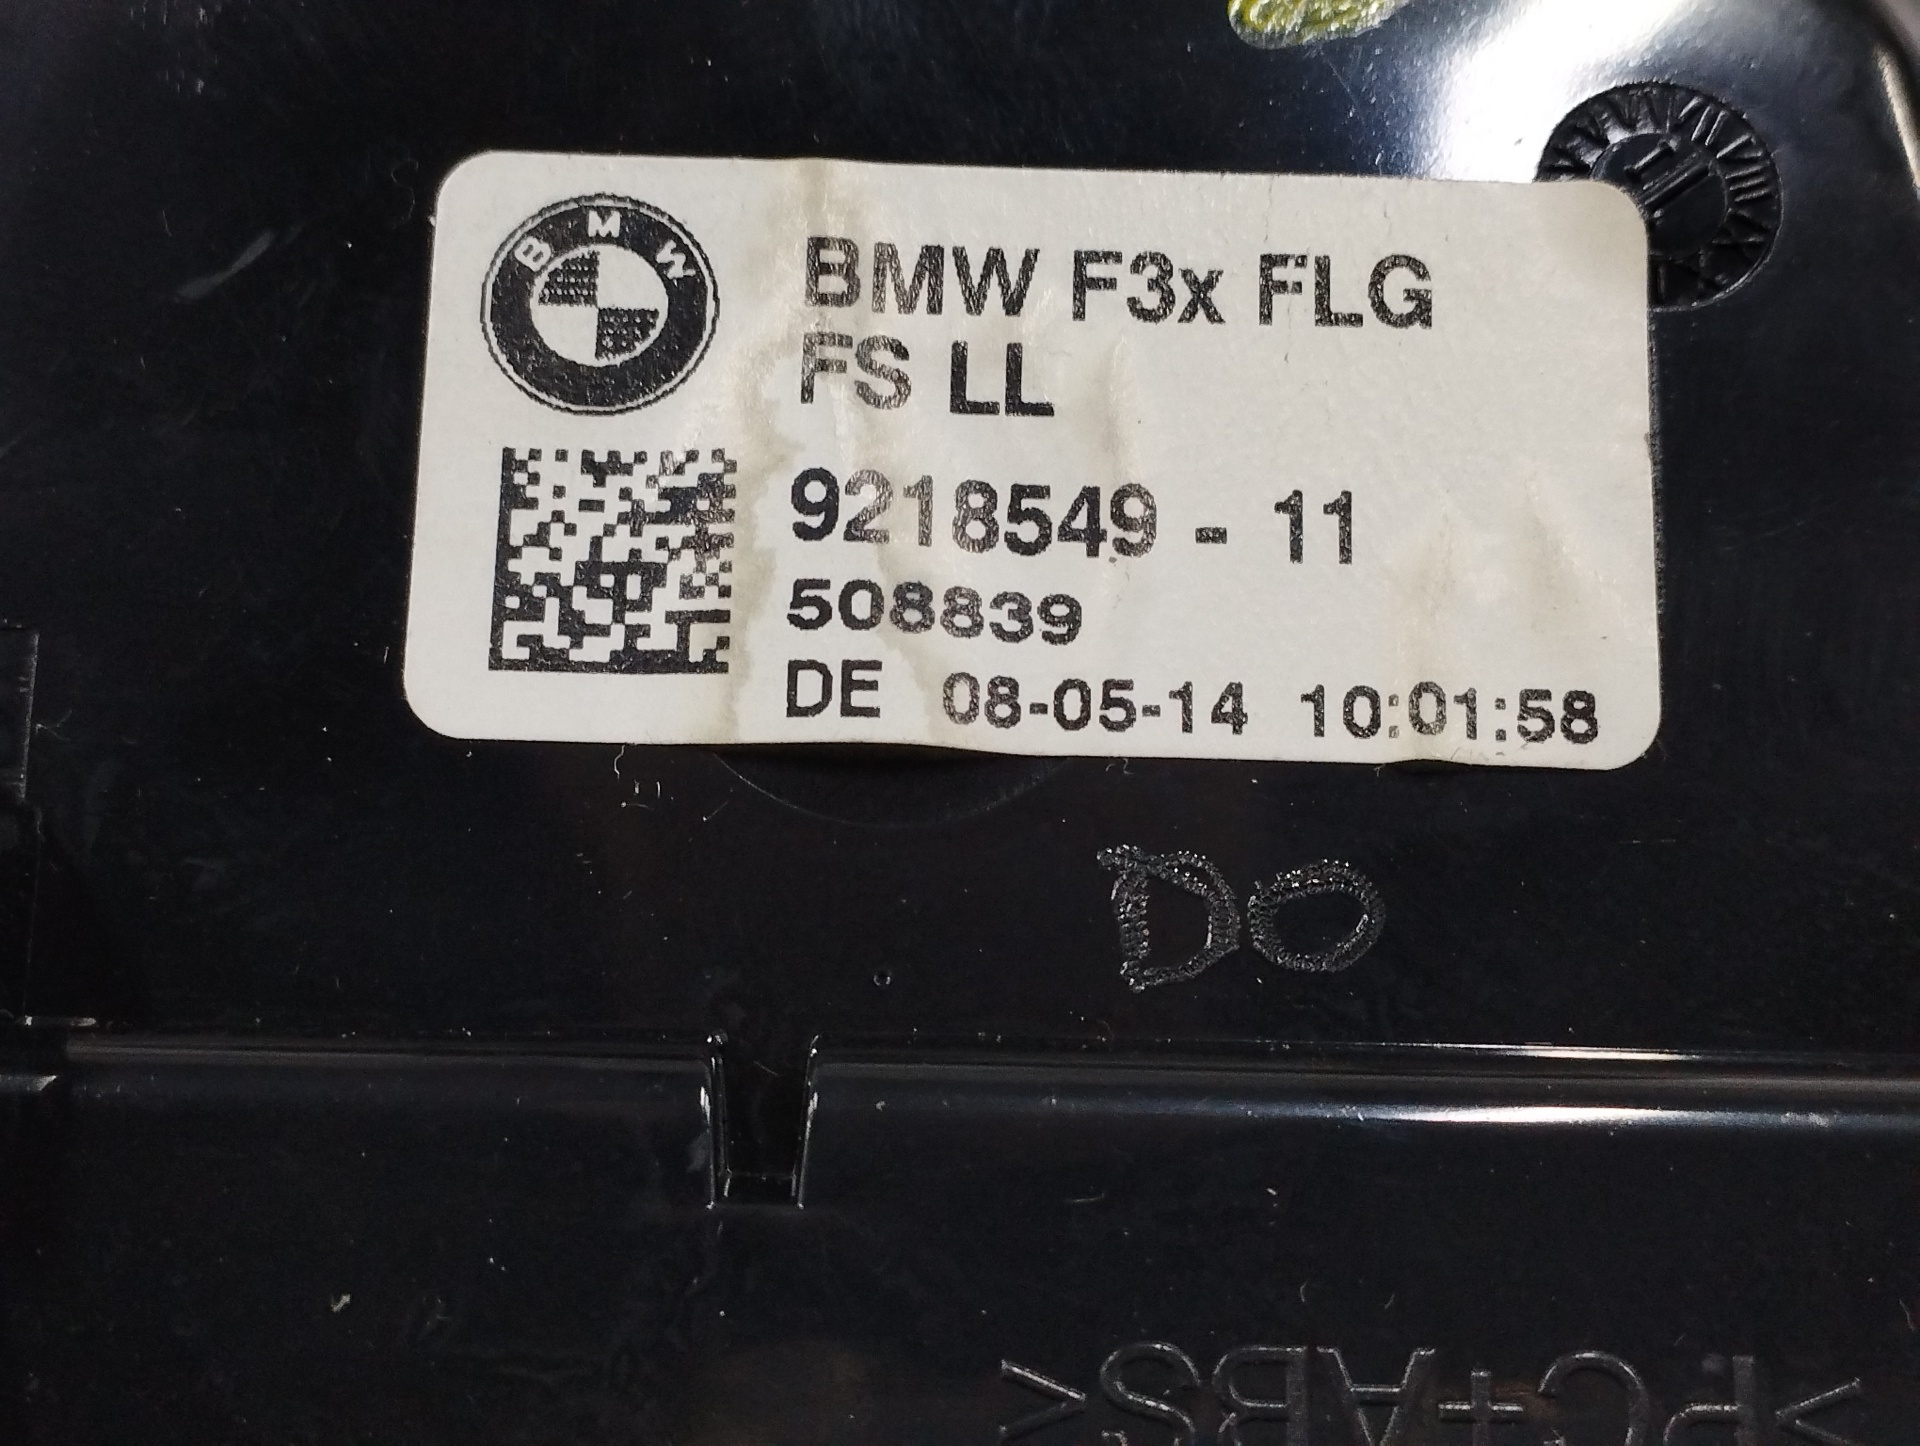 BMW
BMW F3x FLG
FS LL
9218549 - 11
508839
DE 08-05-14 10:01:58
DO
>PC+ABS<